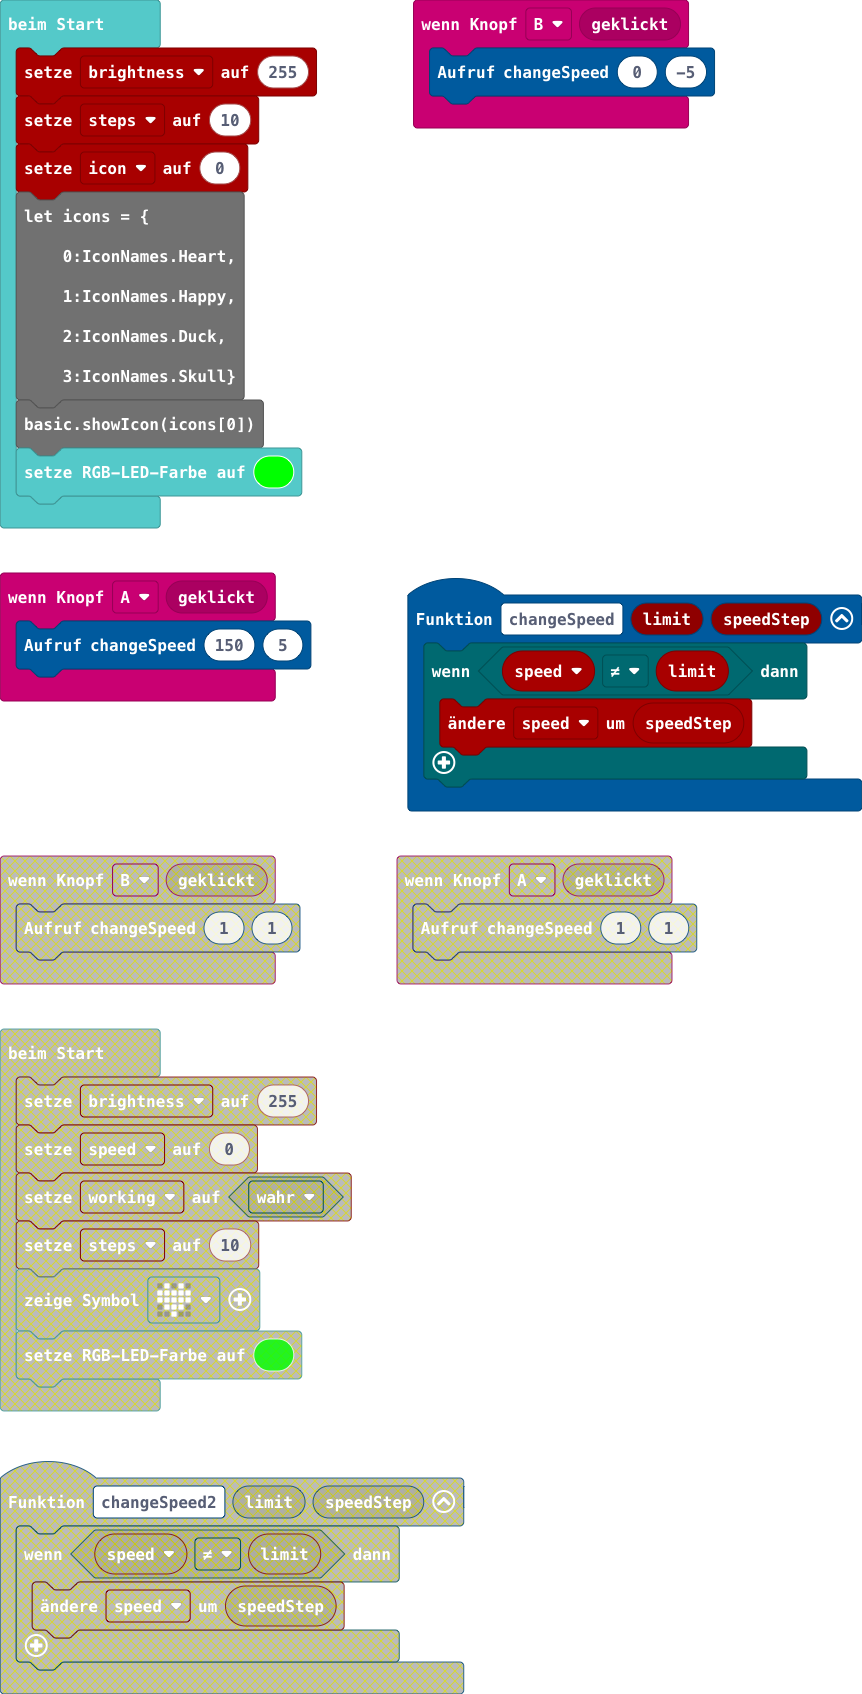 beim Start
setze brightness auf 255
setze steps auf 10
setze icon auf 0
let icons = {
0:IconNames.Heart,
1:IconNames.Happy,
2:IconNames.Duck,
3:IconNames.Skull}
basic.showIcon(icons[0])
setze RGB-LED-Farbe auf
wenn Knopf B geklickt
Aufruf changeSpeed 0 -5
wenn Knopf A geklickt
Aufruf changeSpeed 150 5
Funktion changeSpeed limit speedStep
wenn speed ≠ limit dann
ändere speed um speedStep
wenn Knopf B geklickt
Aufruf changeSpeed 1 1
wenn Knopf A geklickt
Aufruf changeSpeed 1 1
beim Start
setze brightness auf 255
setze speed auf 0
setze working auf wahr
setze steps auf 10
zeige Symbol
setze RGB-LED-Farbe auf
Funktion changeSpeed2 limit speedStep
wenn speed ≠ limit dann
ändere speed um speedStep